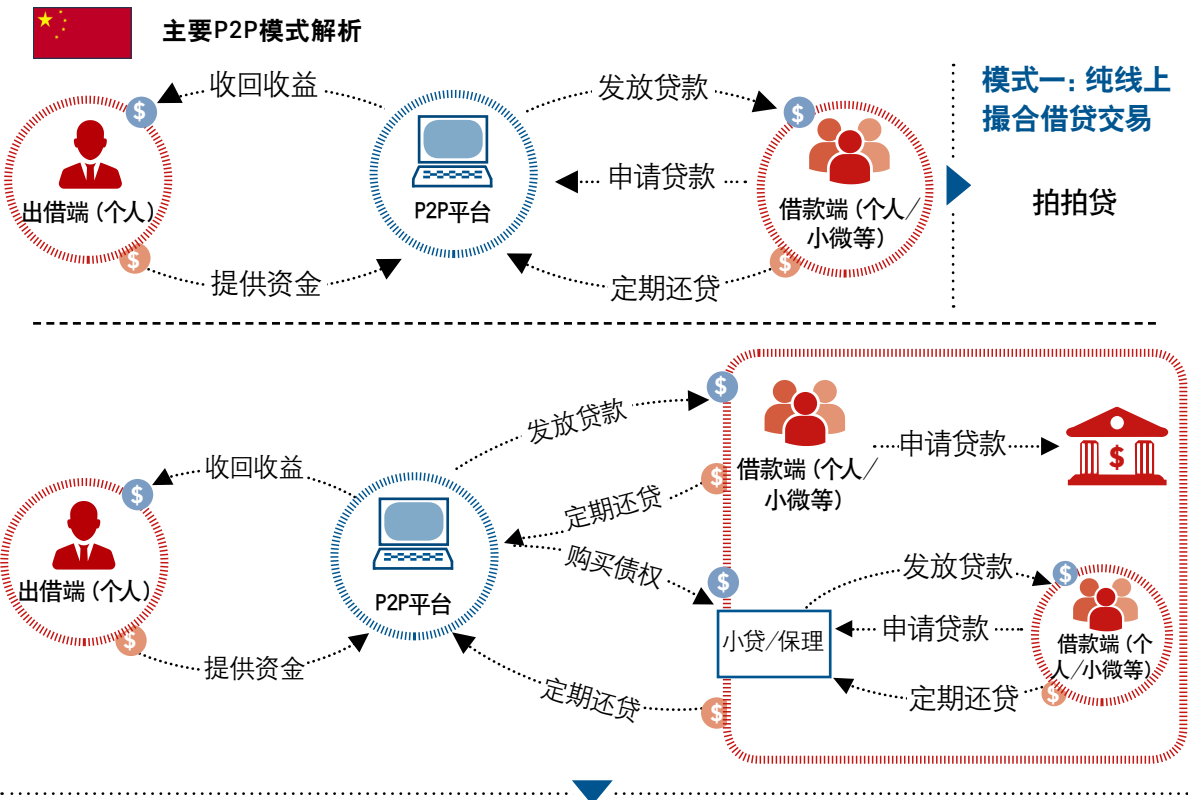 主要P2P模式解析
收回收益
发放贷款
模式一：纯线上
撮合借贷交易
$
$
申请贷款
出借端（个人）
P2P平台
借款端（个人/
小微等）
拍拍贷
$
$
提供资金
定期还贷
$
发放贷款
申请贷款
$
收回收益
$
$
借款端（个人/
小微等）
定期还贷
购买债权
出借端（个人）
P2P平台
$
发放贷款
$
小贷/保理
申请贷款
借款端（个
人/小微等）
$
提供资金
定期还贷
$
定期还贷
$